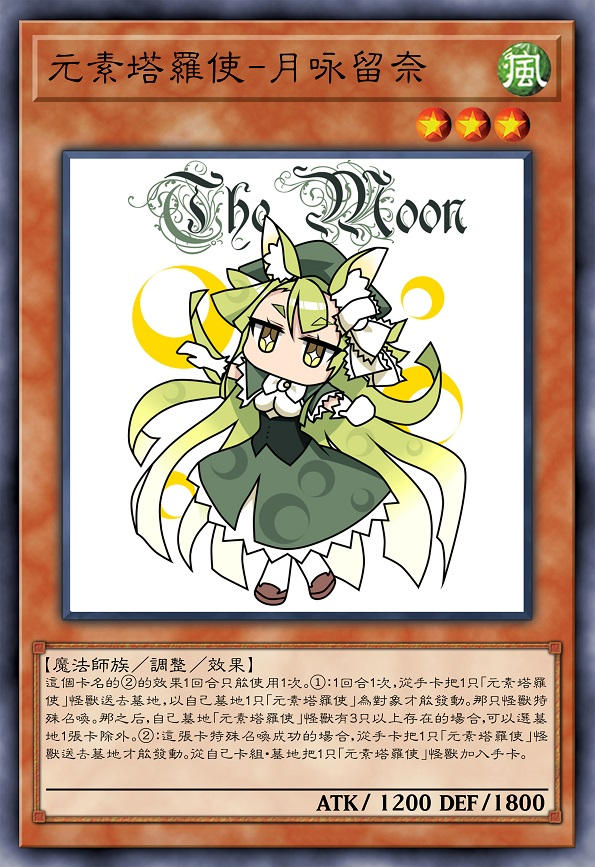 元素塔羅使-月咏留奈
風
The Moon
【魔法師族／調整／效果】
這個卡名的②的效果1回合只能使用1次。①:1回合1次,從手卡把1只「元素塔羅
使」怪獸送去墓地,以自己墓地1只「元素塔羅使」為對象才能發動。那只怪獸特
殊召喚。那之后,自己墓地「元素塔羅使」怪獸有3只以上存在的場合,可以選墓
地1張卡除外。②:這張卡特殊召喚成功的場合,從手卡把1只「元素塔羅使」怪
獸送去墓地才能發動。從自己卡組·墓地把1只「元素塔羅使」怪獸加入手卡。
ATK/ 1200 DEF/1800